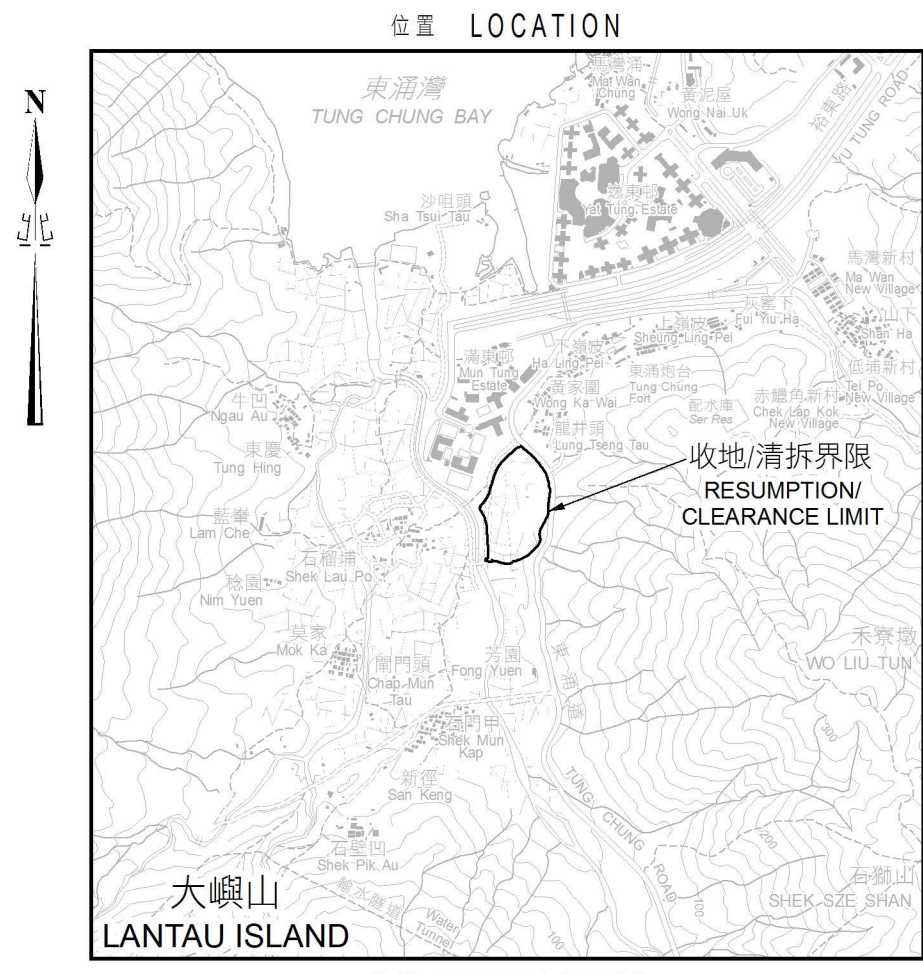 位置 LOCATION
N
北
東涌灣
TUNG CHUNG BAY
馬灣涌
Ma Wan
Chung
黃泥屋
Wong Nai Uk
裕東路
YU TUNG ROAD
沙咀頭
Sha Tsui Tau
逸東邨
Yat Tung Estate
馬灣新村
Ma Wan
New Village
灰窰下
Fui Yiu Ha
山下
Shan Ha
上嶺皮
Sheung Ling Pei
下嶺皮
Ha Ling Pei
滿東邨
Mun Tung
Estate
東涌炮台
Tung Chung
Fort
低埔新村
Tei Po
New Village
黃家圍
Wong Ka Wai
配水庫
Ser Res
赤鱲角新村
Chek Lap Kok
New Village
牛凹
Ngau Au
龍井頭
Lung Tseng Tau
東慶
Tung Hing
收地/清拆界限
RESUMPTION/
CLEARANCE LIMIT
藍輋
Lam Che
石榴埔
Shek Lau Po
稔園
Nim Yuen
莫家
Mok Ka
禾寮墩
WO LIU TUN
閘門頭
Chap Mun
Tau
芳園
Fong Yuen
東涌道
TUNG CHUNG ROAD
石門甲
Shek Mun
Kap
300
新徑
San Keng
200
石壁凹
Shek Pik Au
石獅山
SHEK SZE SHAN
100
輸水隧道
Water
Tunnel
100
大嶼山
LANTAU ISLAND